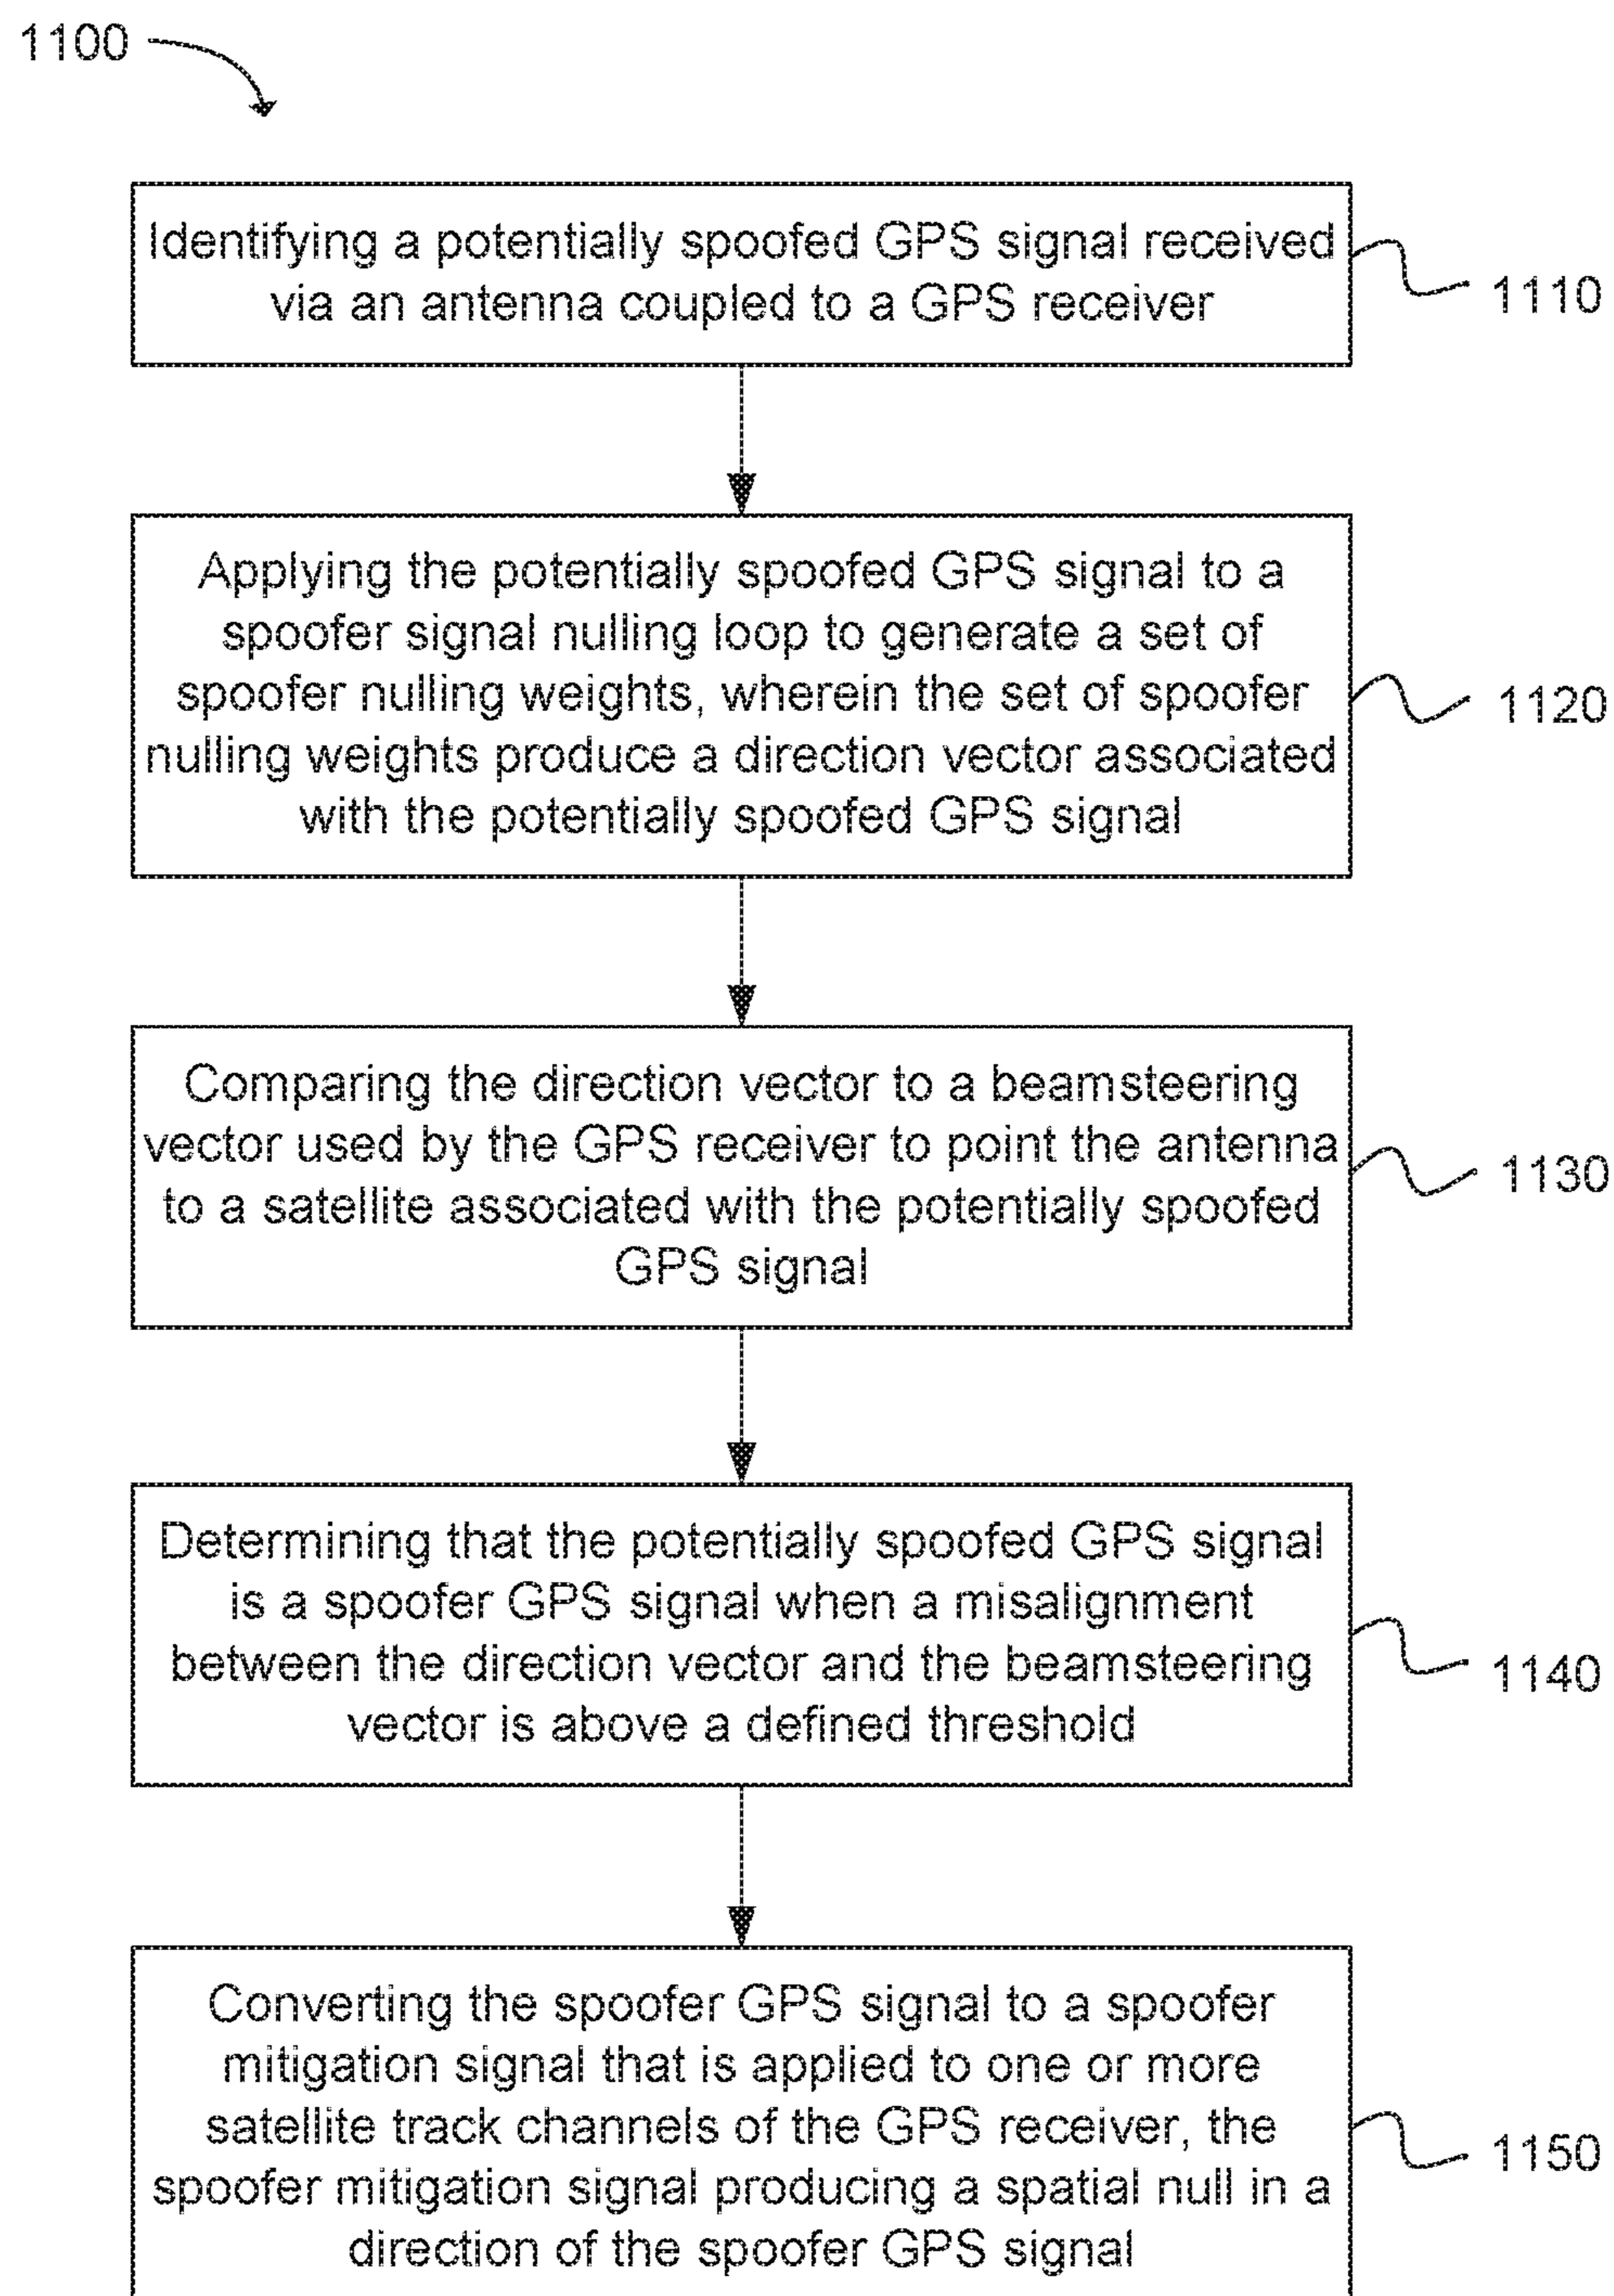 1100
Identifying a potentially spoofed GPS signal received
via an antenna coupled to a GPS receiver
1110
Applying the potentially spoofed GPS signal to a
spoofer signal nulling loop to generate a set of
spoofer nulling weights, wherein the set of spoofer
nulling weights produce a direction vector associated
with the potentially spoofed GPS signal
1120
Comparing the direction vector to a beamsteering
vector used by the GPS receiver to point the antenna
to a satellite associated with the potentially spoofed
GPS signal
1130
Determining that the potentially spoofed GPS signal
is a spoofer GPS signal when a misalignment
between the direction vector and the beamsteering
vector is above a defined threshold
1140
Converting the spoofer GPS signal to a spoofer
mitigation signal that is applied to one or more
satellite track channels of the GPS receiver, the
spoofer mitigation signal producing a spatial null in a
direction of the spoofer GPS signal
1150